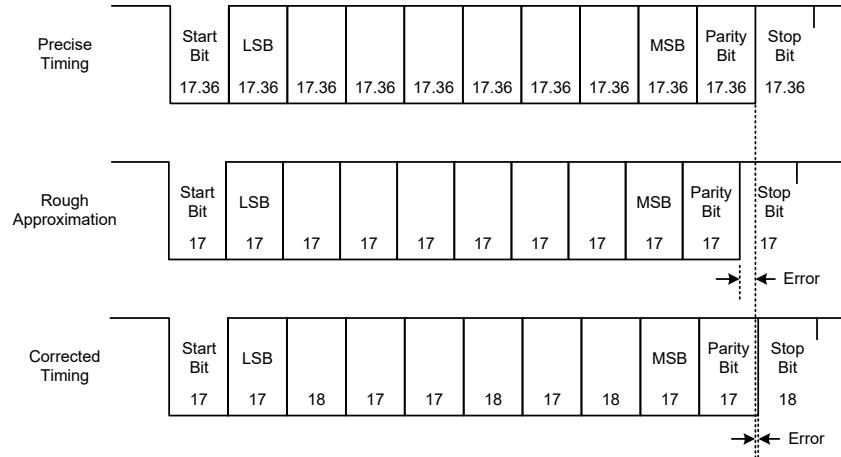 Precise
Timing
Start
Bit
LSB
MSB
Parity
Bit
Stop
Bit
17.36 17.36 17.36 17.36 17.36 17.36 17.36 17.36 17.36 17.36 17.36
Rough
Approximation
Start
Bit
LSB
MSB
Parity
Bit
Stop
Bit
17 17 17 17 17 17 17 17 17 17 17
Error
Corrected
Timing
Start
Bit
LSB
MSB
Parity
Bit
Stop
Bit
17 17 18 17 17 18 17 18 17 17 18
Error